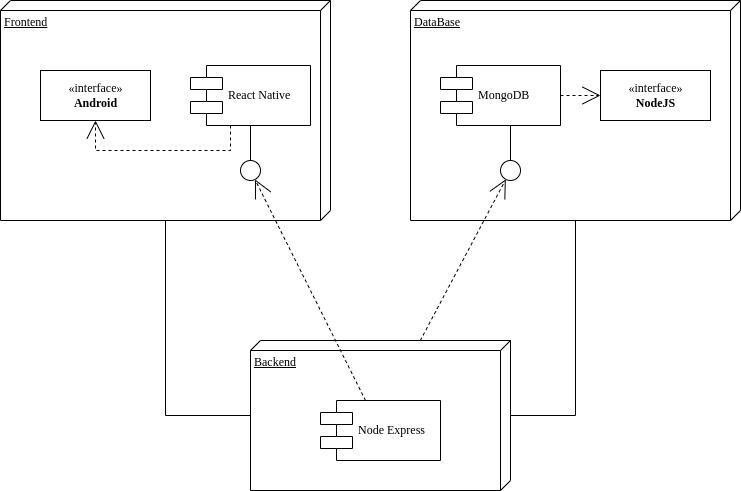 Frontend
«interface»
Android
React Native
DataBase
MongoDB
«interface»
NodeJS
Backend
Node Express